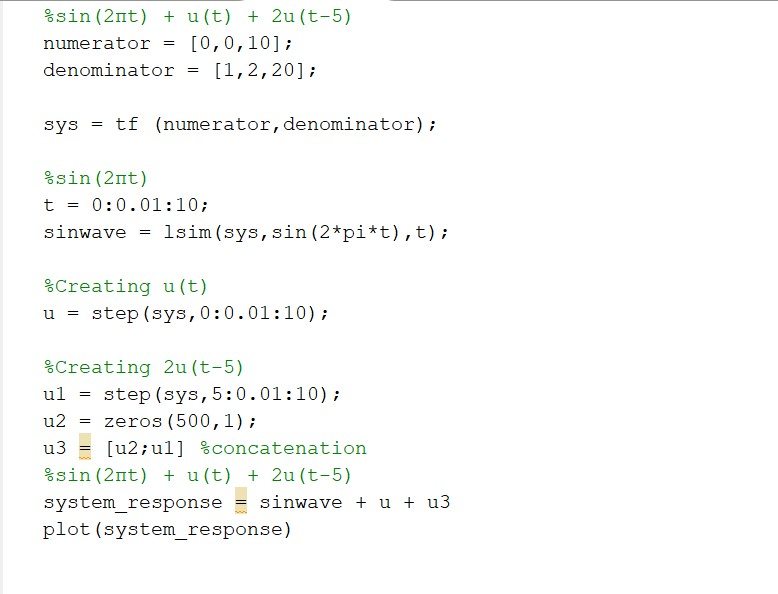 %sin(2πt) + u(t) + 2u(t-5)
numerator = [0,0,10];
denominator = [1,2,20];
sys = tf (numerator,denominator);
%sin(2πt)
t = 0:0.01:10;
sinwave = lsim(sys,sin(2*pi*t),t);
%Creating u(t)
u = step(sys,0:0.01:10);
%Creating 2u(t-5)
u1 = step(sys,5:0.01:10);
u2 = zeros(500,1);
u3 = [u2;u1] %concatenation
%sin(2πt) + u(t) + 2u(t-5)
system_response = sinwave + u + u3
plot(system_response)